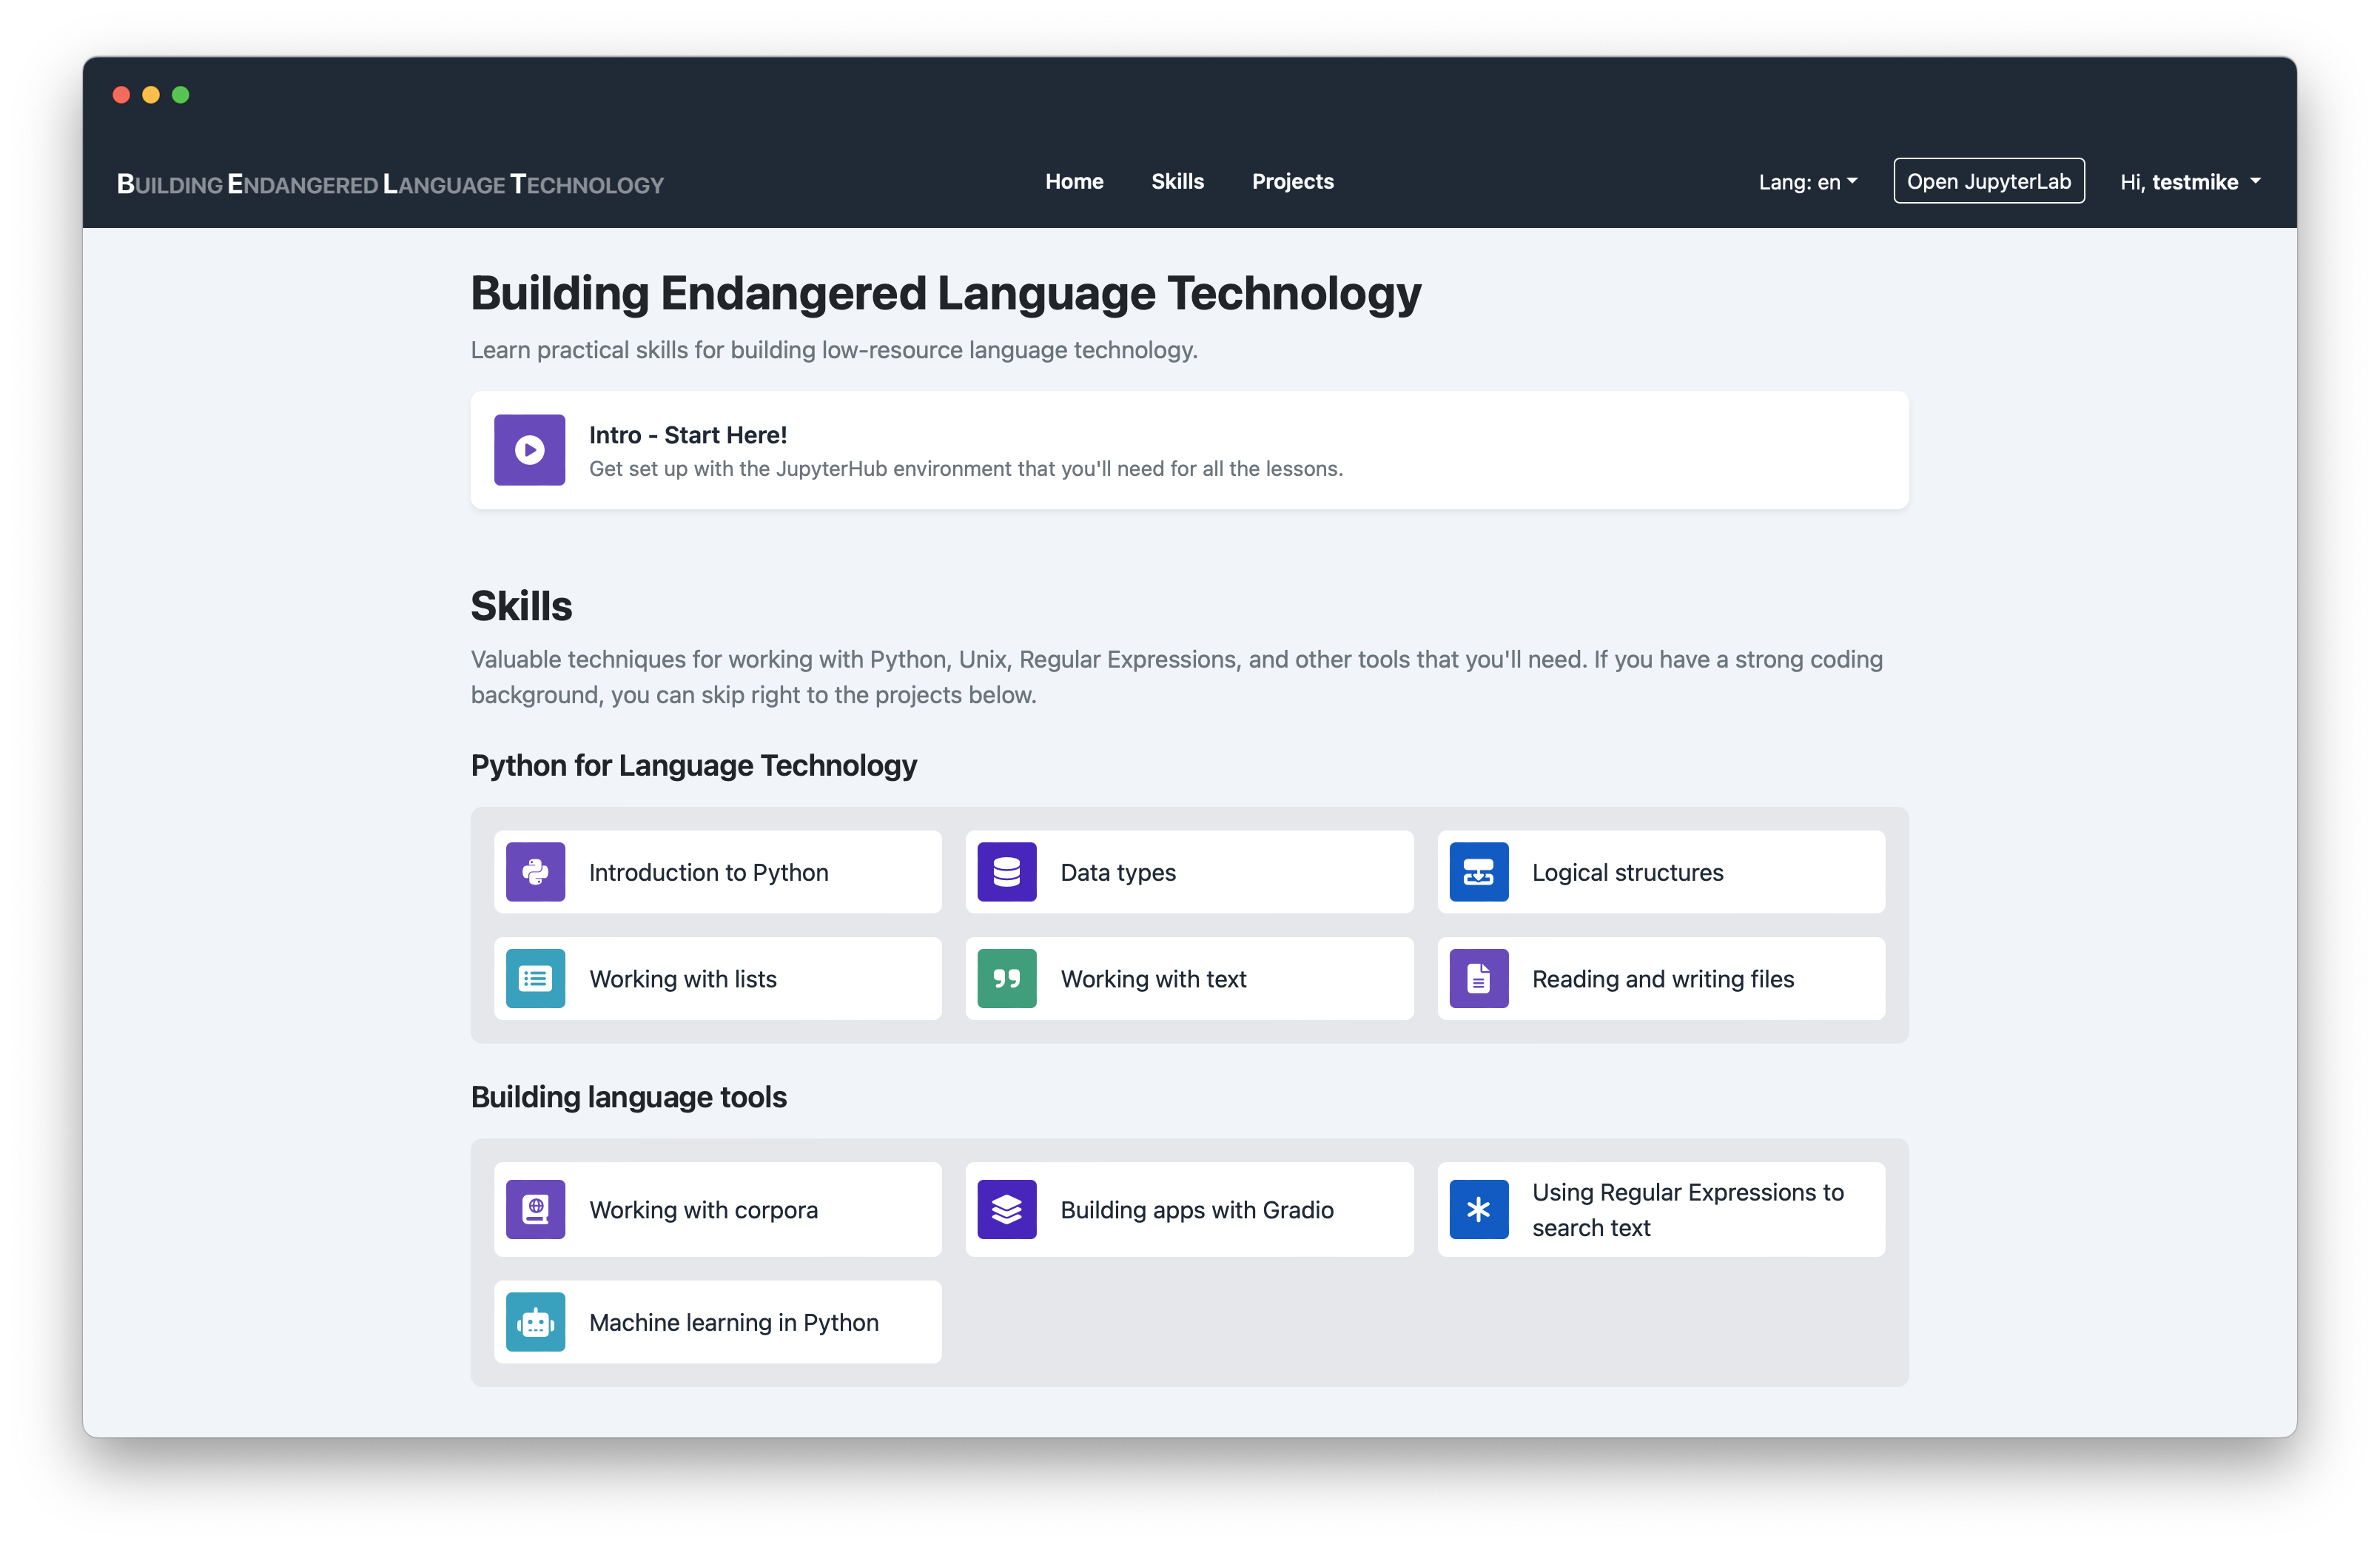 BUILDING ENDANGERED LANGUAGE TECHNOLOGY
Home Skills Projects
Lang: en
Open JupyterLab
Hi, testmike
Building Endangered Language Technology
Learn practical skills for building low-resource language technology.
Intro - Start Here!
Get set up with the JupyterHub environment that you'll need for all the lessons.
Skills
Valuable techniques for working with Python, Unix, Regular Expressions, and other tools that you'll need. If you have a strong coding
background, you can skip right to the projects below.
Python for Language Technology
Introduction to Python
Data types
Logical structures
Working with lists
Working with text
Reading and writing files
Building language tools
Working with corpora
Building apps with Gradio
Using Regular Expressions to
search text
Machine learning in Python